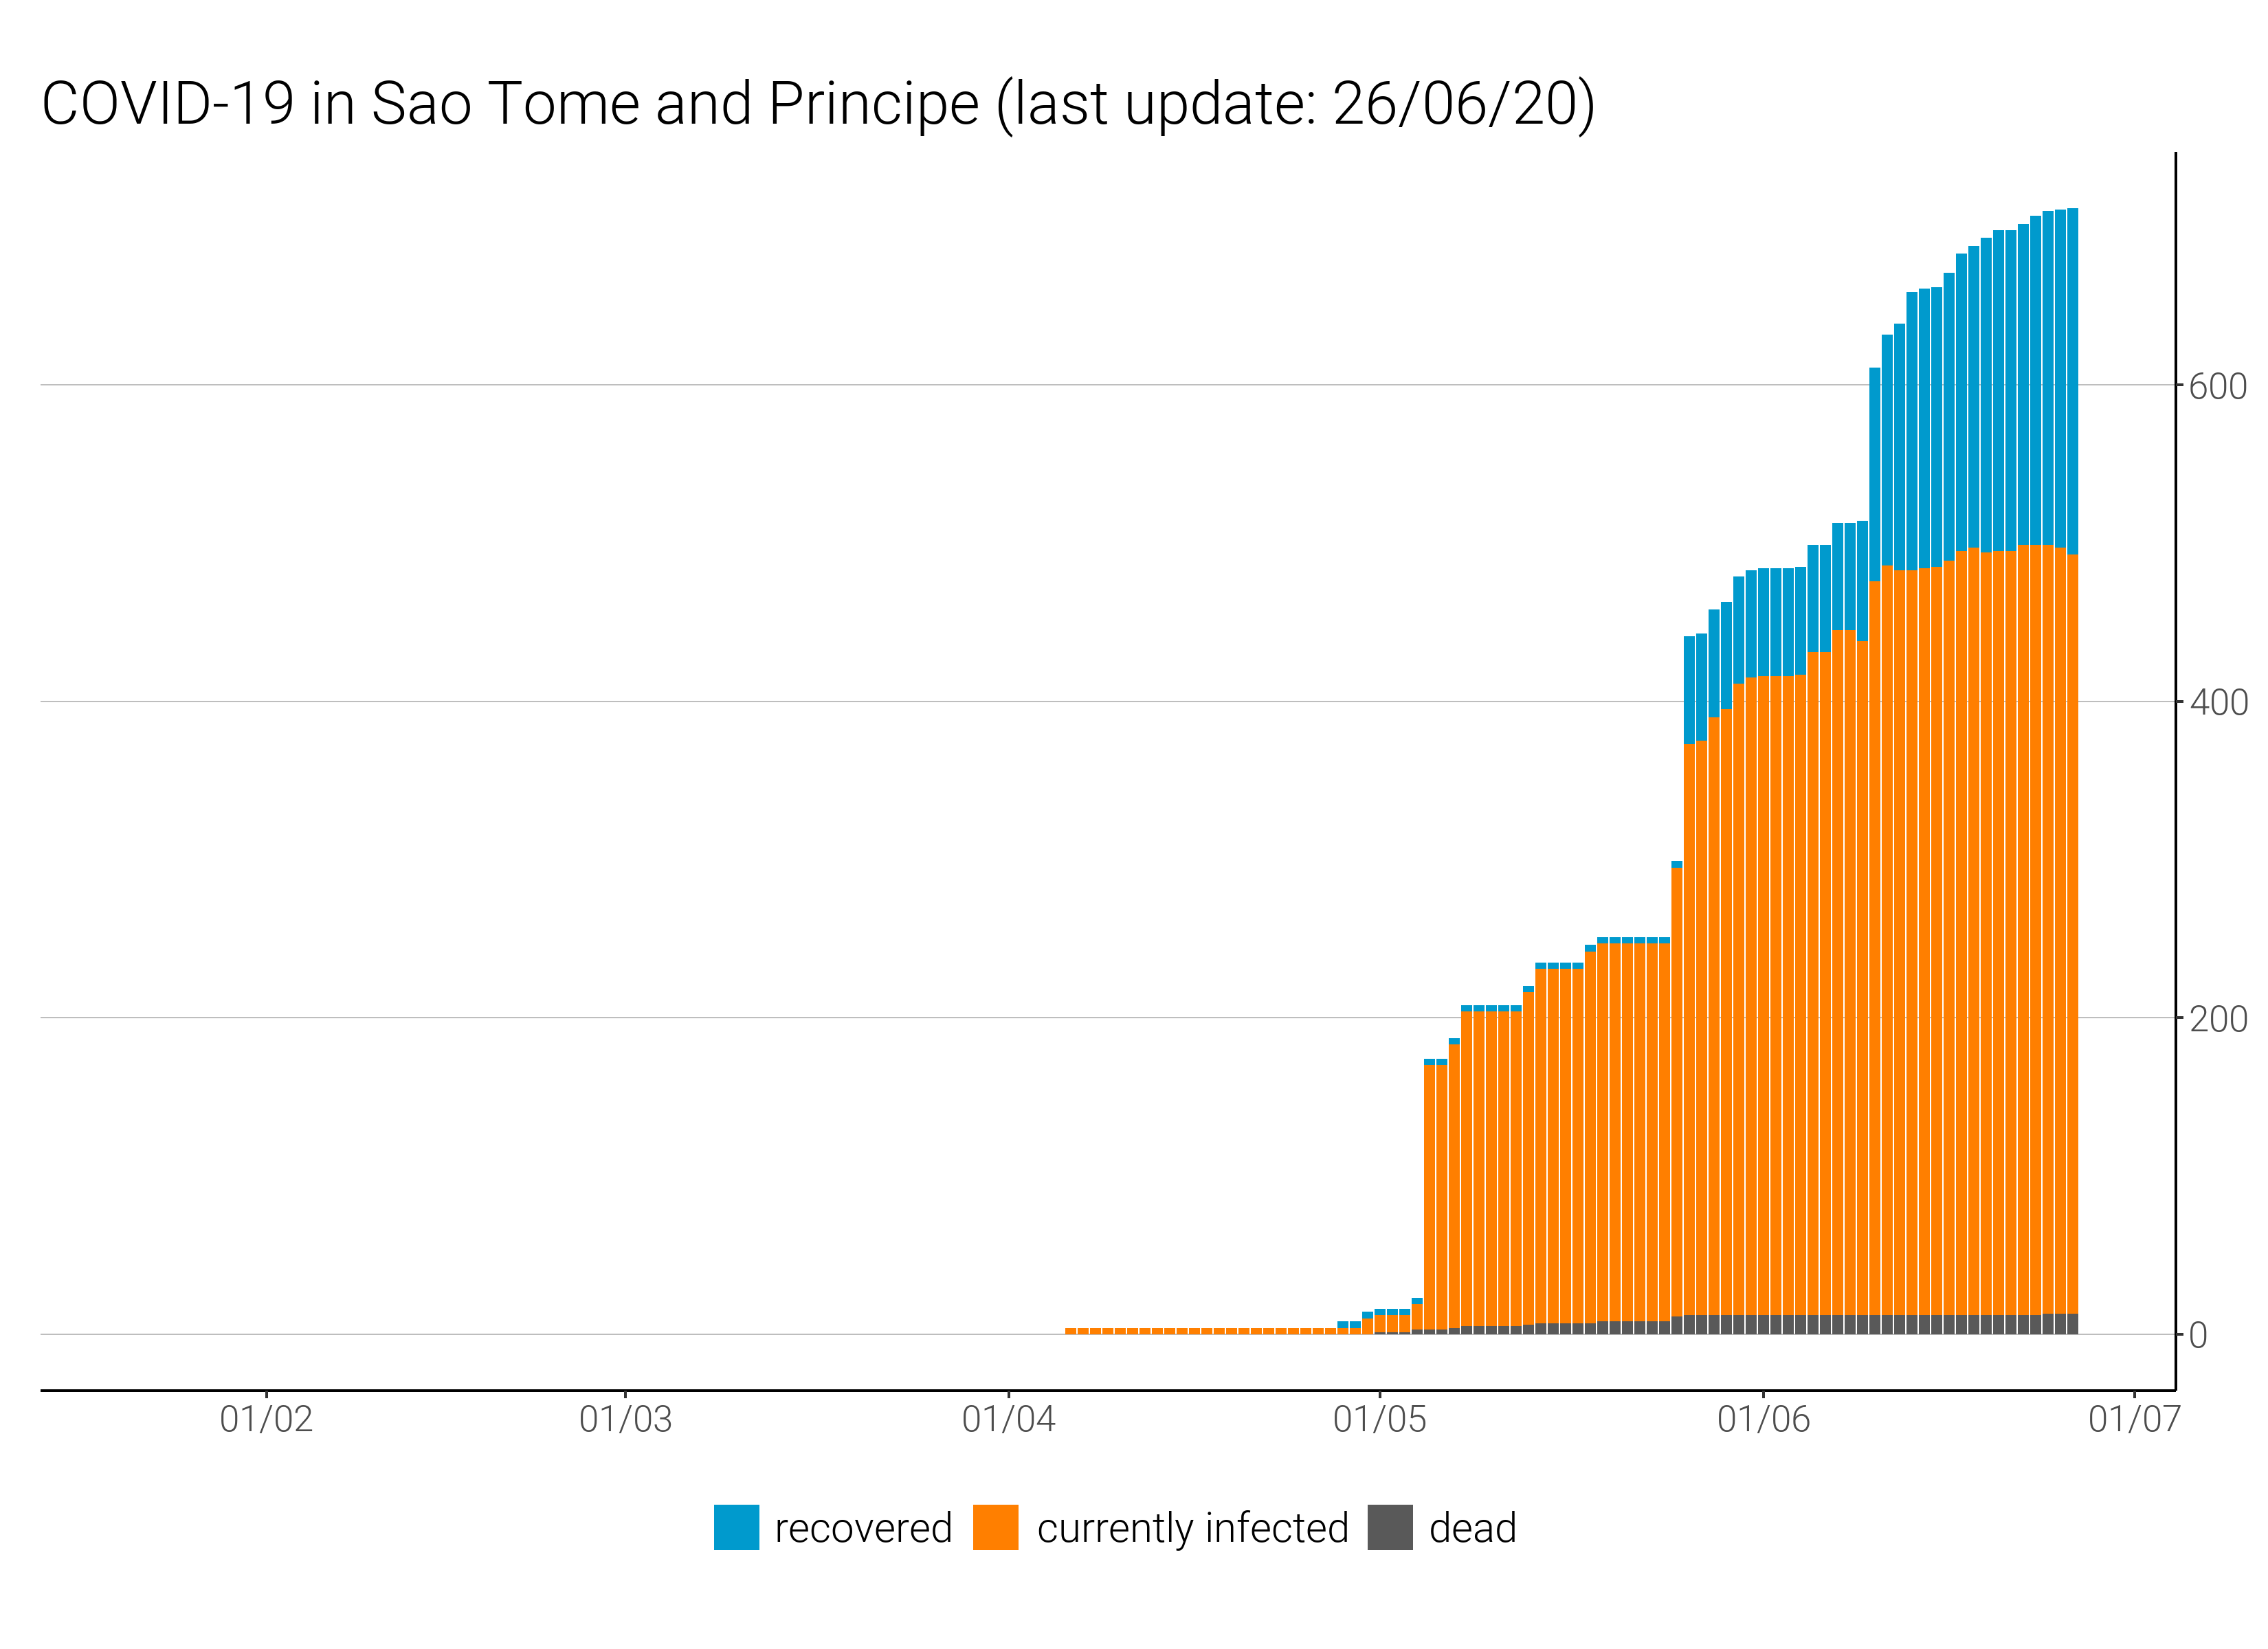 COVID-19 in Sao Tome and Principe (last update: 26/06/20)
600
400
200
0
01/02 01/03 01/04 01/05 01/06 01/07
recovered currently infected dead